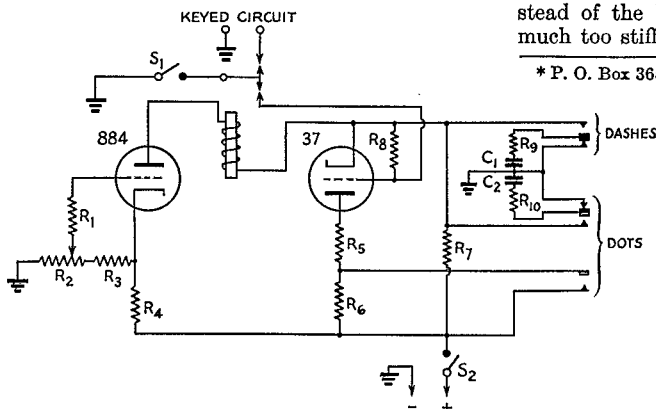 KEYED CIRCUIT
stead of the
much too stiff
* P. O. Box 36
S1
884
37
R8
R9
C1
C2
R10
DASHES
R1
R2
R3
R4
R5
R6
R7
DOTS
S2
- +